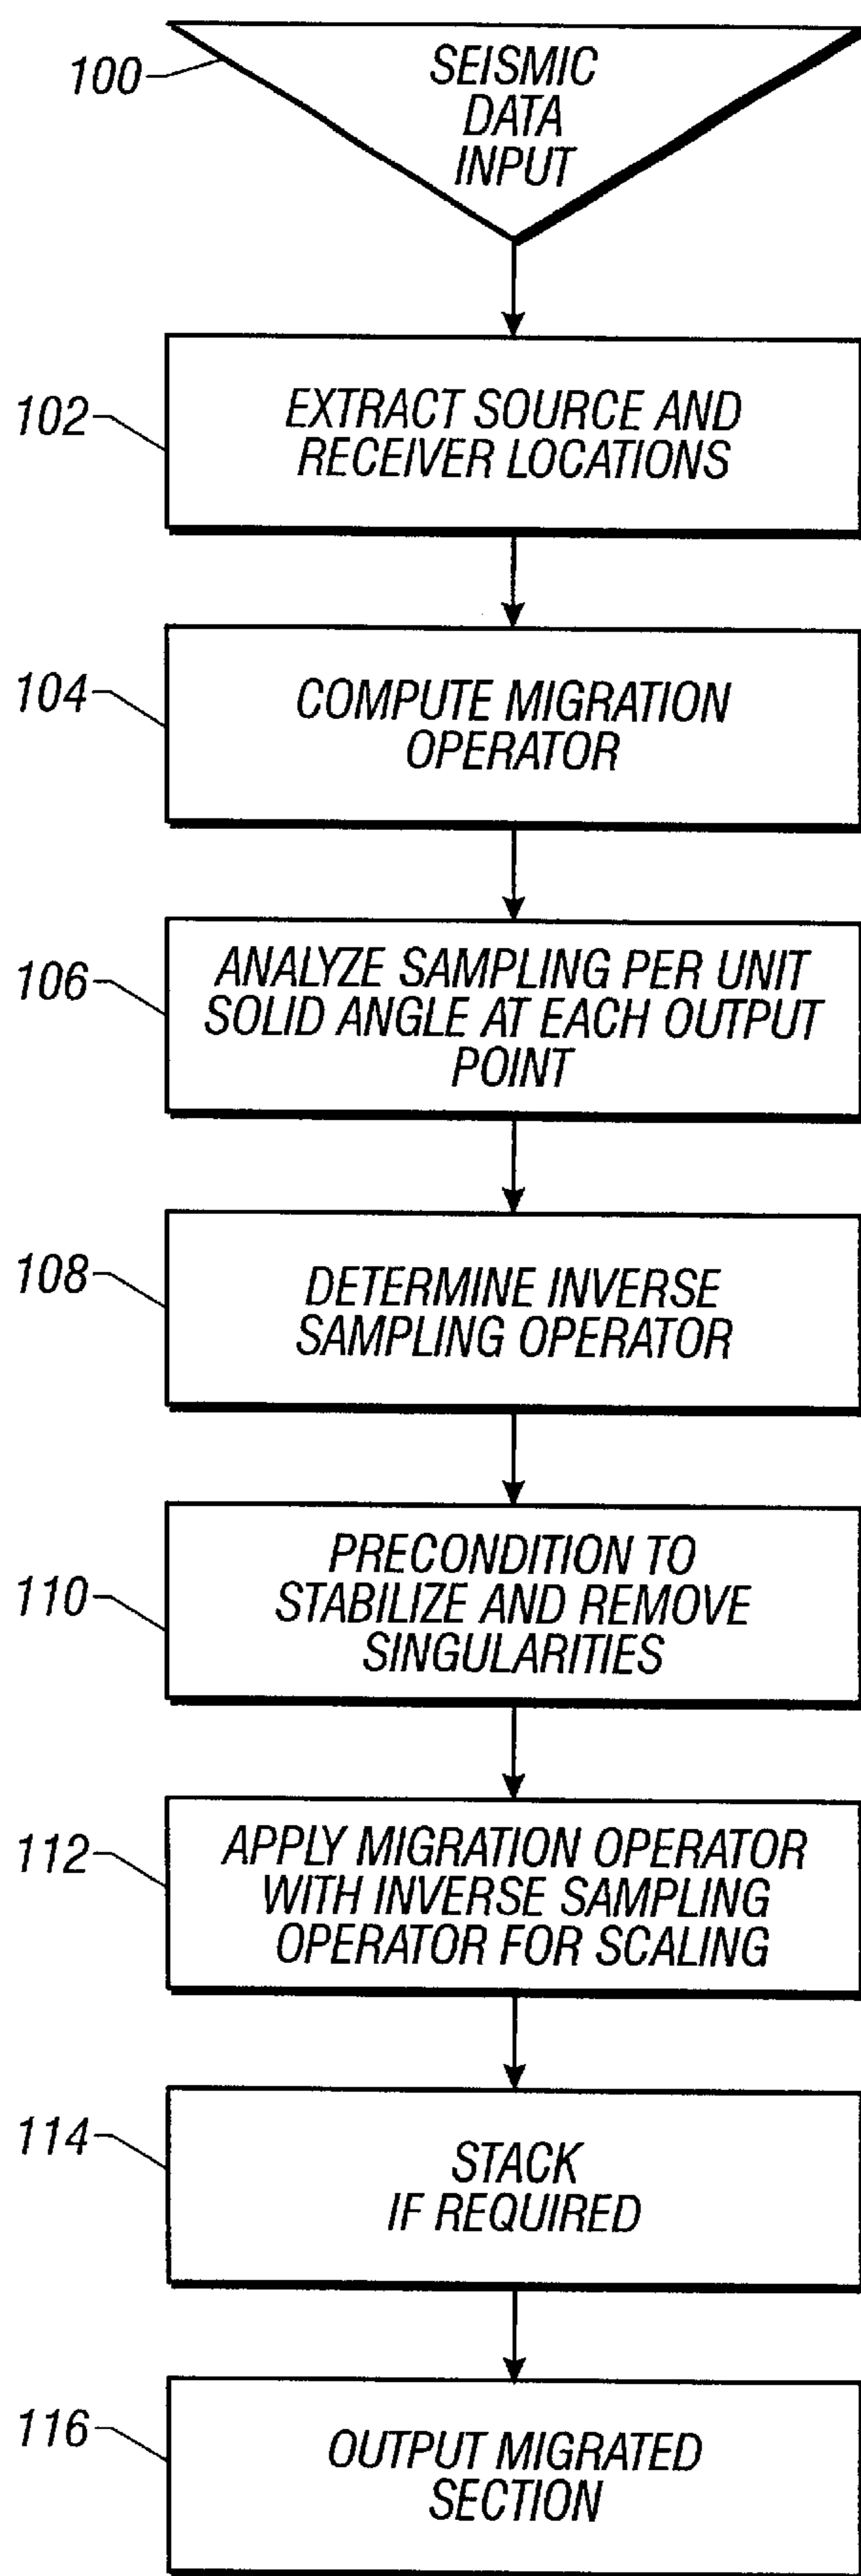 100
SEISMIC
DATA
INPUT
102
EXTRACT SOURCE AND
RECEIVER LOCATIONS
104
COMPUTE MIGRATION
OPERATOR
106
ANALYZE SAMPLING PER UNIT
SOLID ANGLE AT EACH OUTPUT
POINT
108
DETERMINE INVERSE
SAMPLING OPERATOR
110
PRECONDITION TO
STABILIZE AND REMOVE
SINGULARITIES
112
APPLY MIGRATION OPERATOR
WITH INVERSE SAMPLING
OPERATOR FOR SCALING
114
STACK
IF REQUIRED
116
OUTPUT MIGRATED
SECTION